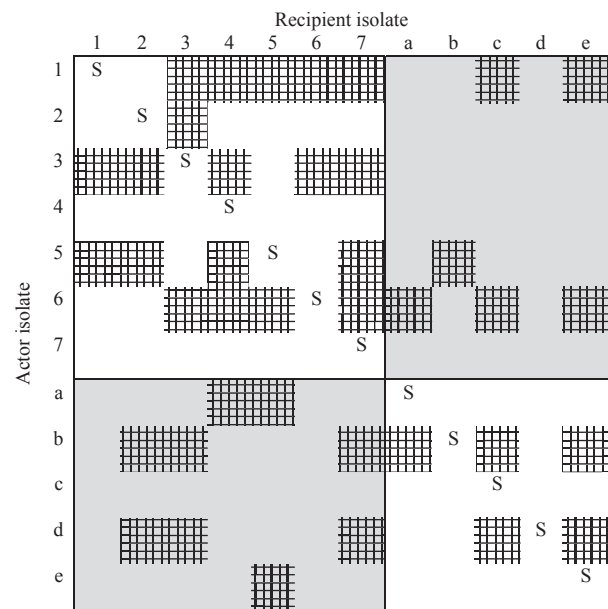 Recipient isolate
1 2 3 4 5 6 7 a b c d e
Actor isolate
1 S
2 S
3 S
4 S
5 S
6 S
7 S
a S
b S
c S
d S
e S